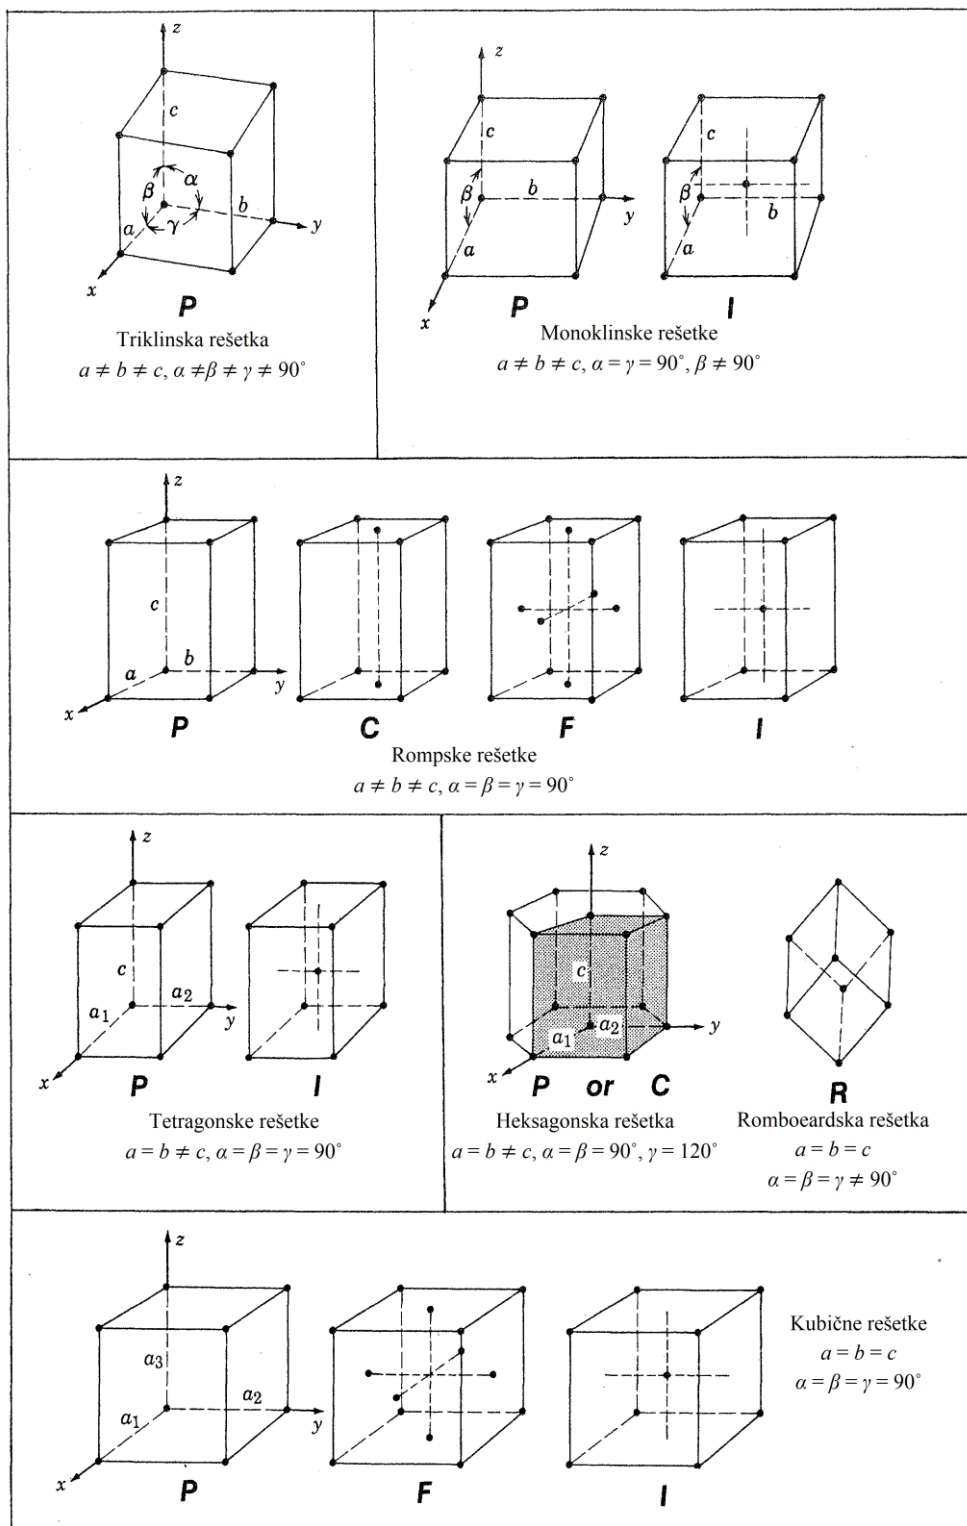 z
c
β
α
b
a
γ
y
x
P
Triklinska rešetka
a ≠ b ≠ c, α ≠β ≠ γ ≠ 90˚
z
c
β
b
y
a
x
P
c
β
b
a
I
Monoklinske rešetke
a ≠ b ≠ c, α = γ = 90˚, β ≠ 90˚
z
c
a
b
y
x
P
C
F
I
Rompske rešetke
a ≠ b ≠ c, α = β = γ = 90˚
z
c
a1
a2
y
x
P
I
Tetragonske rešetke
a = b ≠ c, α = β = γ = 90˚
z
c
a1
a2
y
x
P or C
Heksagonska rešetka
a = b ≠ c, α = β = 90˚, γ = 120˚
R
Romboeardska rešetka
a = b = c
α = β = γ ≠ 90˚
z
a3
a2
a1
y
x
P
F
I
Kubične rešetke
a = b = c
α = β = γ = 90˚